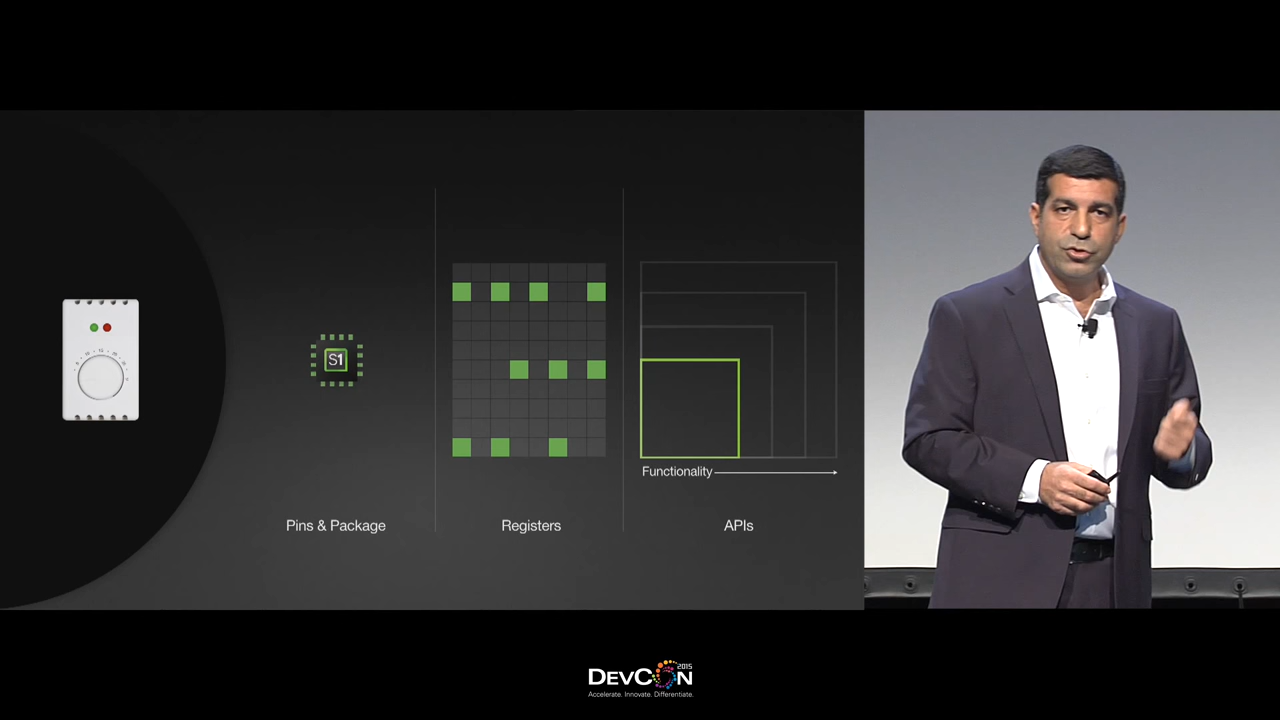 S1
Functionality
Pins & Package
Registers
APIs
DEVCON 2015
Accelerate. Innovate. Differentiate.